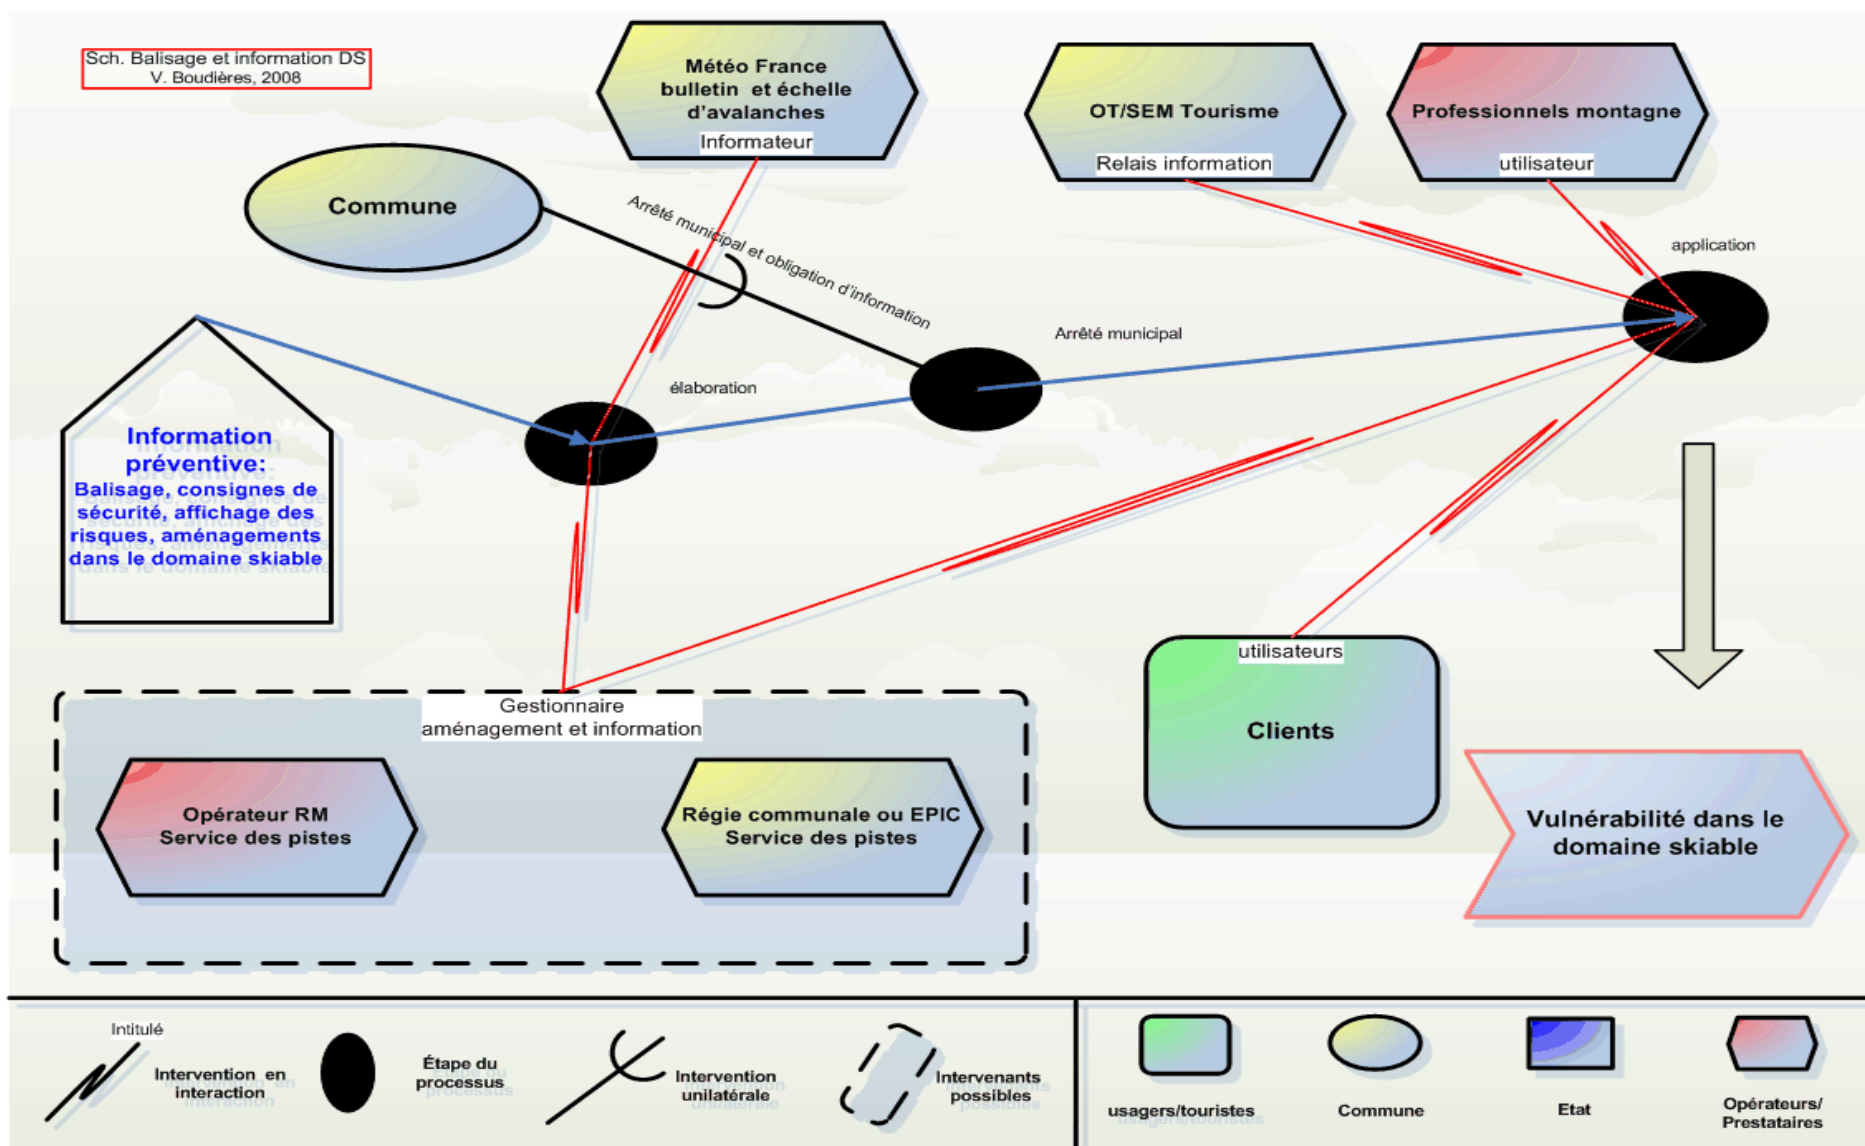 Sch. Balisage et information DS
V. Boudières, 2008
Météo France
bulletin et échelle
d'avalanches
Informateur
OT/SEM Tourisme
Relais information
Professionnels montagne
utilisateur
Commune
Arrêté municipal et obligation d'information
application
Arrêté municipal
élaboration
Information
préventive:
Balisage, consignes de
sécurité, affichage des
risques, aménagements
dans le domaine skiable
Gestionnaire
aménagement et information
Opérateur RM
Service des pistes
Régie communale ou EPIC
Service des pistes
utilisateurs
Clients
Vulnérabilité dans le
domaine skiable
Intitulé
Intervention en
interaction
Étape du
processus
Intervention
unilatérale
Intervenants
possibles
usagers/touristes
Commune
Etat
Opérateurs/
Prestataires